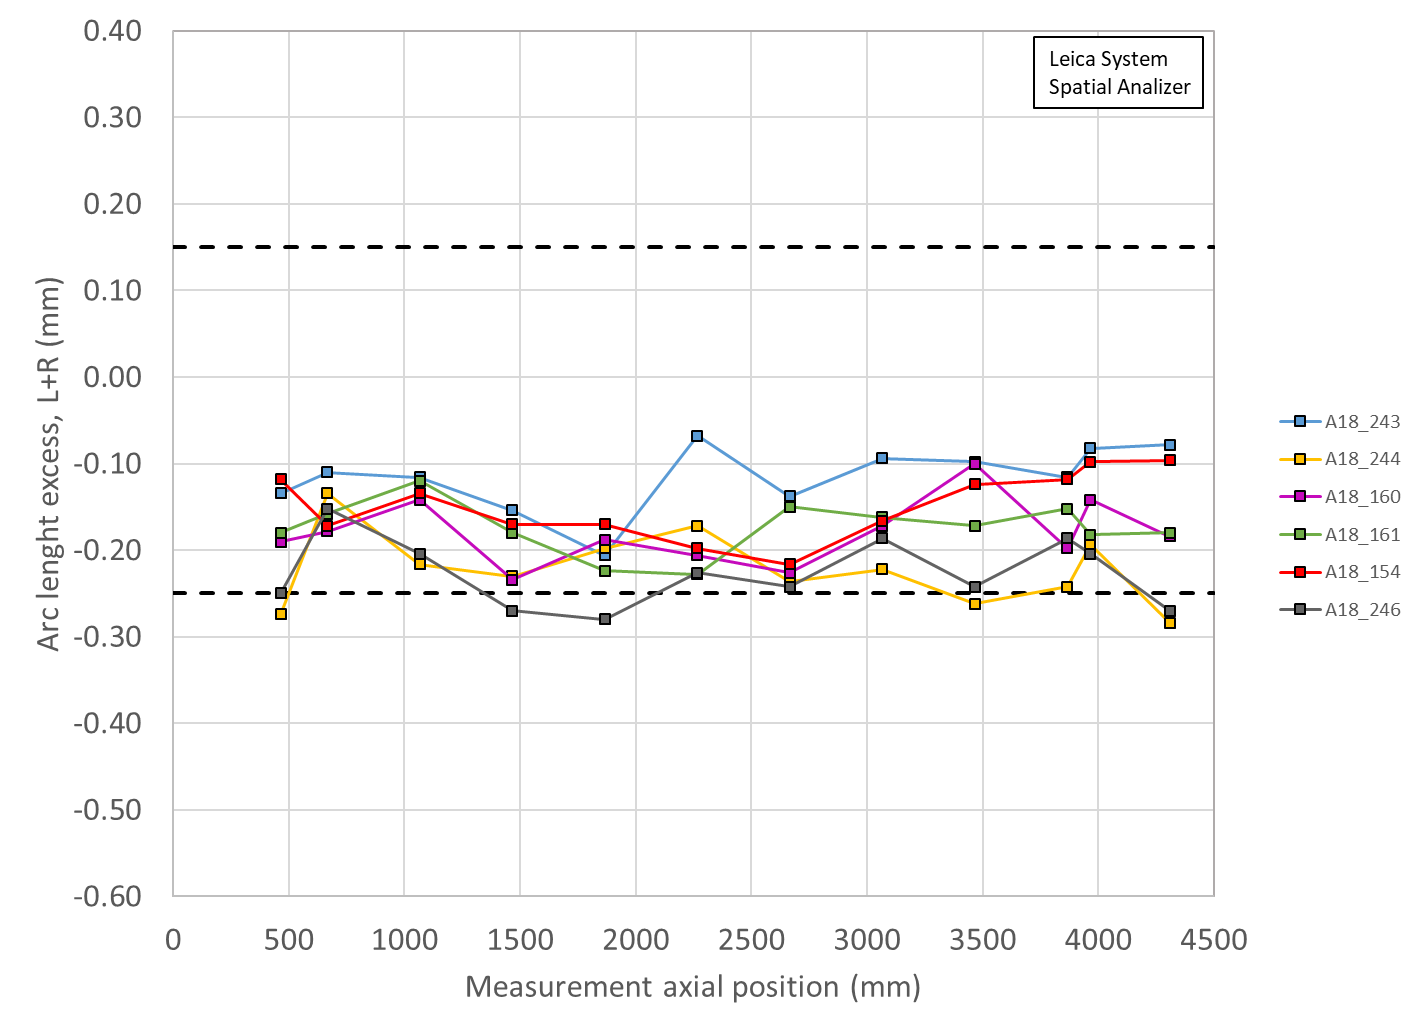 0.40
0.30
0.20
0.10
0.00
-0.10
-0.20
-0.30
-0.40
-0.50
-0.60
Arc lenght excess, L+R (mm)
Leica System
Spatial Analizer
A18_243
A18_244
A18_160
A18_161
A18_154
A18_246
0 500 1000 1500 2000 2500 3000 3500 4000 4500
Measurement axial position (mm)